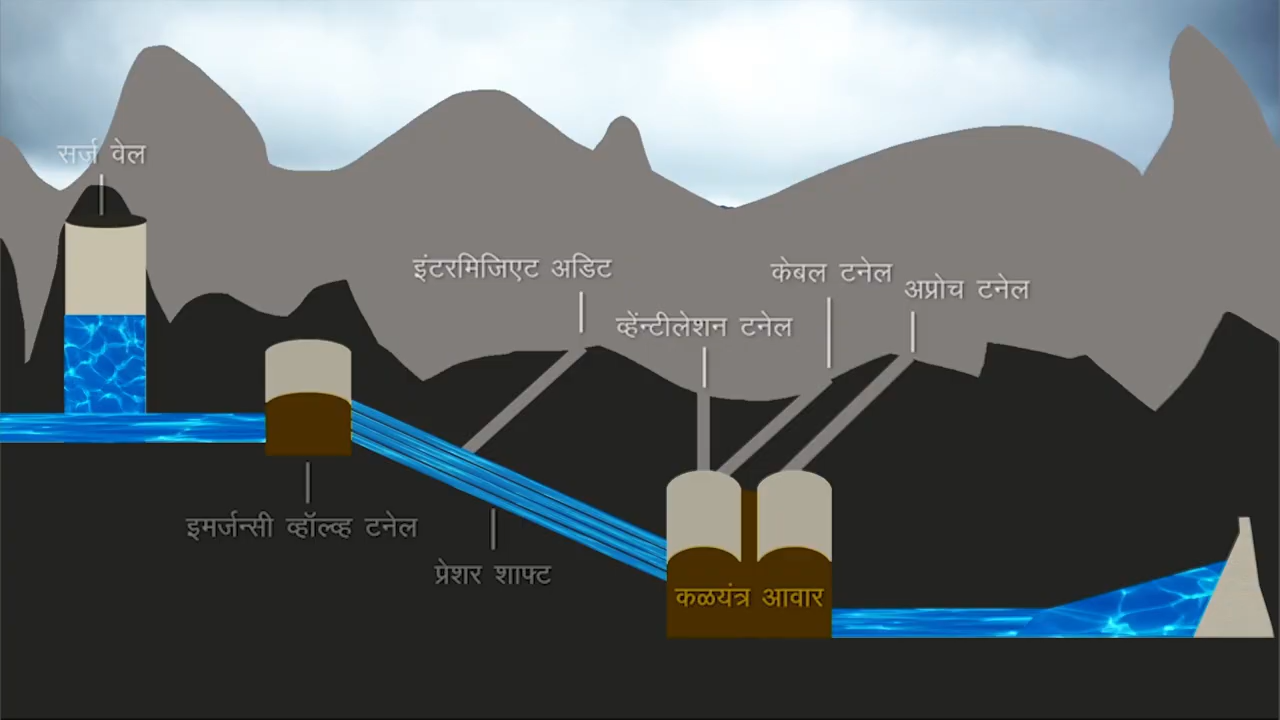 सर्ज वेल
इंटरमिजिएट अडिट
केबल टनेल
अप्रोच टनेल
व्हेंन्टीलेशन टनेल
इमर्जन्सी व्हॉल्व्ह टनेल
प्रेशर शाफ्ट
कळयंत्र आवार